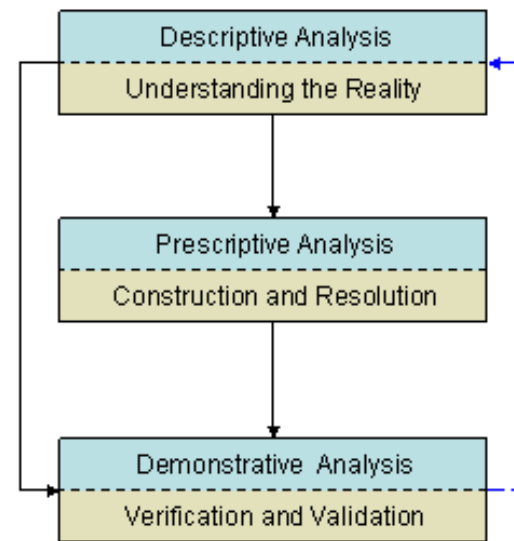 Descriptive Analysis
Understanding the Reality
Prescriptive Analysis
Construction and Resolution
Demonstrative Analysis
Verification and Validation